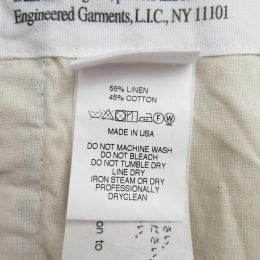 Engineered Garments, L.I.C., NY 11101
55% LINEN
45% COTTON
MADE IN USA
DO NOT MACHINE WASH
DO NOT BLEACH
DO NOT TUMBLE DRY
LINE DRY
IRON STEAM OR DRY
PROFESSIONALLY
DRYCLEAN